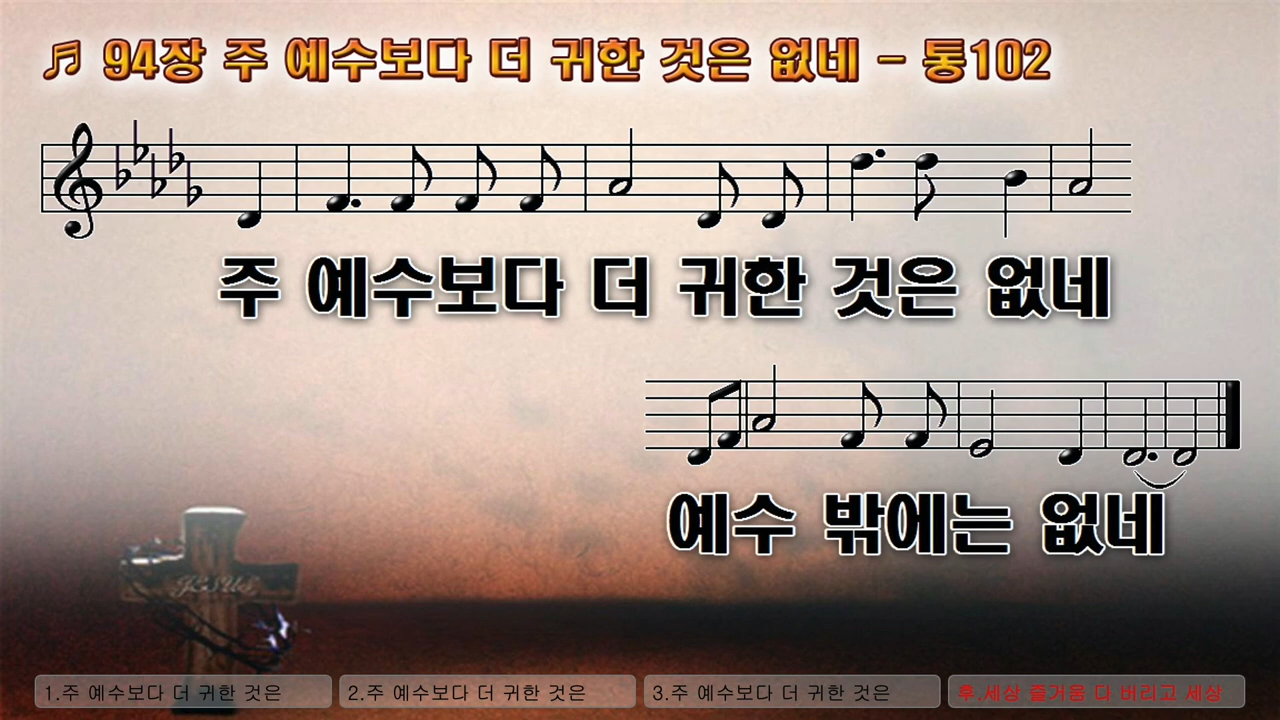 ♬ 94장 주 예수보다 더 귀한 것은 없네 - 통102
주 예수보다 더 귀한 것은 없네
예수 밖에는 없네
JESUS
1.주 예수보다 더 귀한 것은
2.주 예수보다 더 귀한 것은
3.주 예수보다 더 귀한 것은
후.세상 즐거움 다 버리고 세상